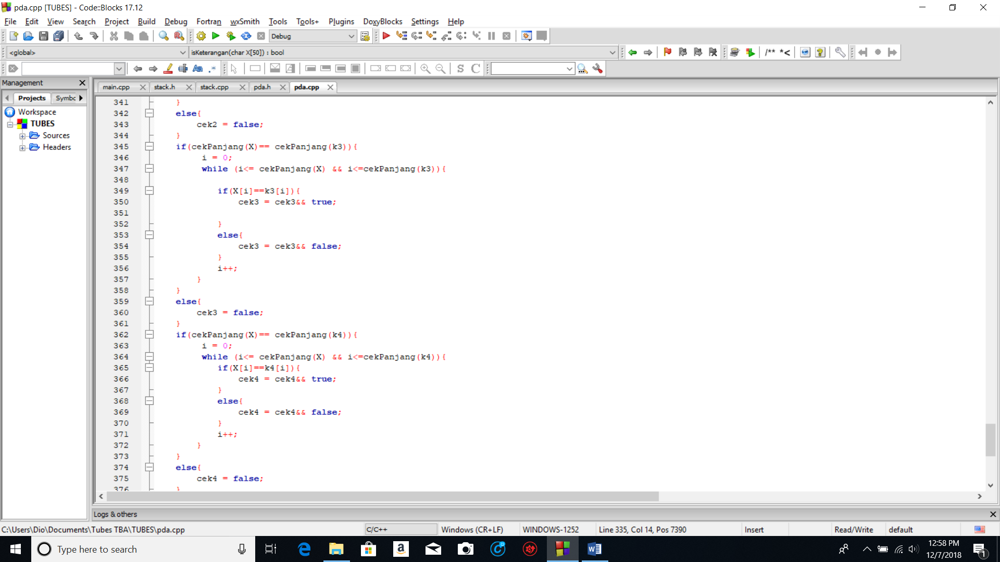 pda.cpp [TUBES] - Code::Blocks 17.12
File Edit View Search Project Build Debug Fortran wxSmith Tools Tools+ Plugins DoxyBlocks Settings Help
Debug
<global> isKeterangan(char X[50]) : bool /** *<
Aa .* S C
Management
main.cpp stack.h stack.cpp pda.h pda.cpp
Projects Symbc
Workspace
TUBES
Sources
Headers
341 }
342 else{
343 cek2 = false;
344 }
345 if(cekPanjang(X)== cekPanjang(k3)){
346 i = 0;
347 while (i<= cekPanjang(X) && i<=cekPanjang(k3)){
348
349 if(X[i]==k3[i]){
350 cek3 = cek3&& true;
351
352 }
353 else{
354 cek3 = cek3&& false;
355 }
356 i++;
357 }
358 }
359 else{
360 cek3 = false;
361 }
362 if(cekPanjang(X)== cekPanjang(k4)){
363 i = 0;
364 while (i<= cekPanjang(X) && i<=cekPanjang(k4)){
365 if(X[i]==k4[i]){
366 cek4 = cek4&& true;
367 }
368 else{
369 cek4 = cek4&& false;
370 }
371 i++;
372 }
373 }
374 else{
375 cek4 = false;
376 }
Logs & others
C:\Users\Dio\Documents\Tubes TBA\TUBES\pda.cpp C/C++ Windows (CR+LF) WINDOWS-1252 Line 335, Col 14, Pos 7390 Insert Read/Write default
Type here to search
12:58 PM
12/7/2018
1